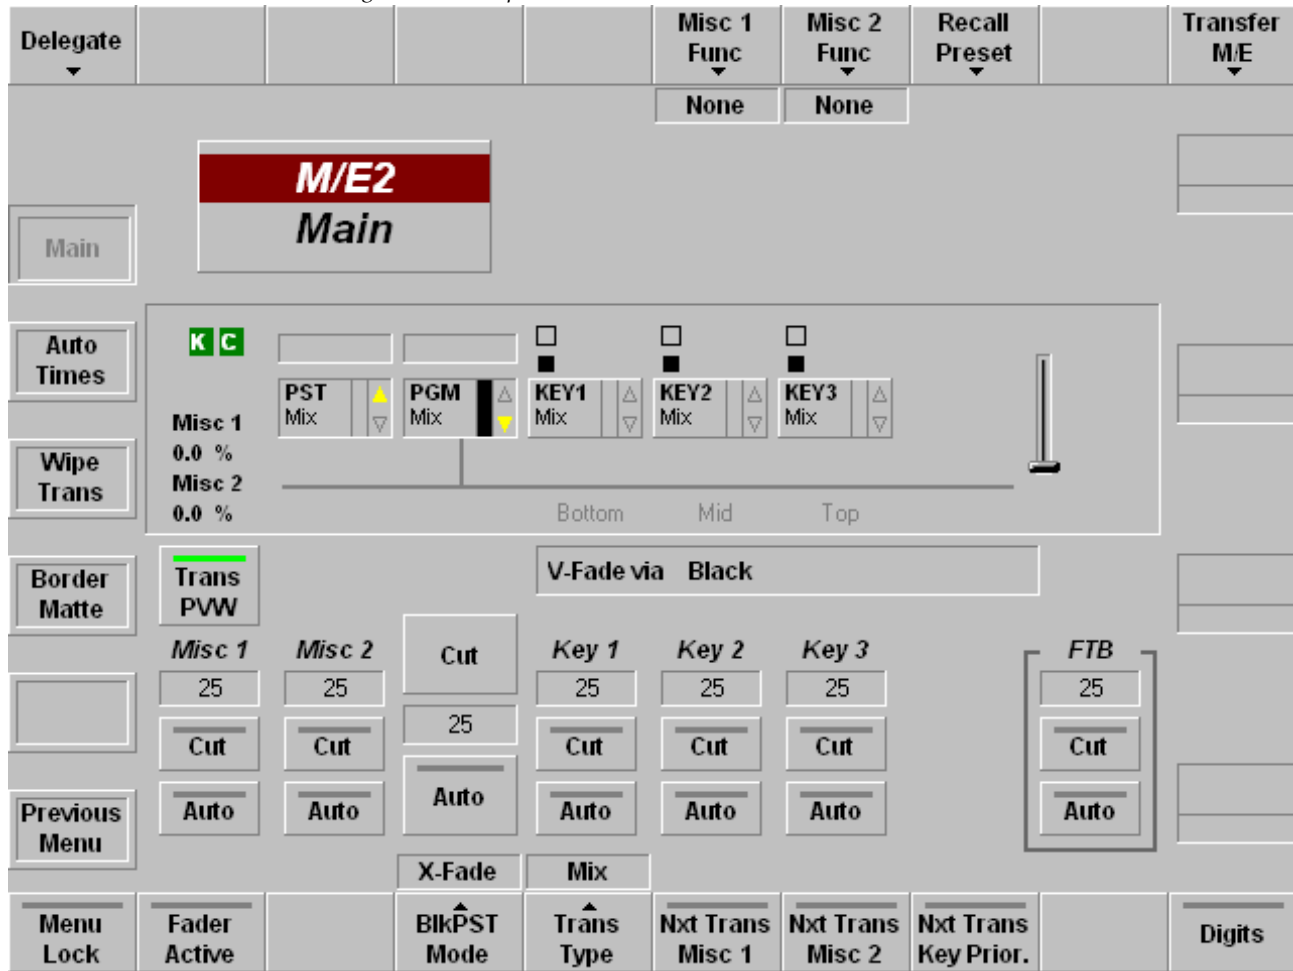 Delegate
Misc 1
Func
Misc 2
Func
Recall
Preset
Transfer
M/E
None
None
M/E2
Main
Main
Auto
Times
K C
PST
Mix
PGM
Mix
KEY1
Mix
KEY2
Mix
KEY3
Mix
Misc 1
0.0 %
Misc 2
0.0 %
Wipe
Trans
Bottom Mid Top
Border
Matte
Trans
PVW
V-Fade via Black
Misc 1
Misc 2
Cut
Key 1
Key 2
Key 3
FTB
25
25
25
25
25
25
25
Cut
Cut
Cut
Cut
Cut
Cut
Previous
Menu
Auto
Auto
Auto
Auto
Auto
Auto
Auto
X-Fade
Mix
Menu
Lock
Fader
Active
BlkPST
Mode
Trans
Type
Nxt Trans
Misc 1
Nxt Trans
Misc 2
Nxt Trans
Key Prior.
Digits